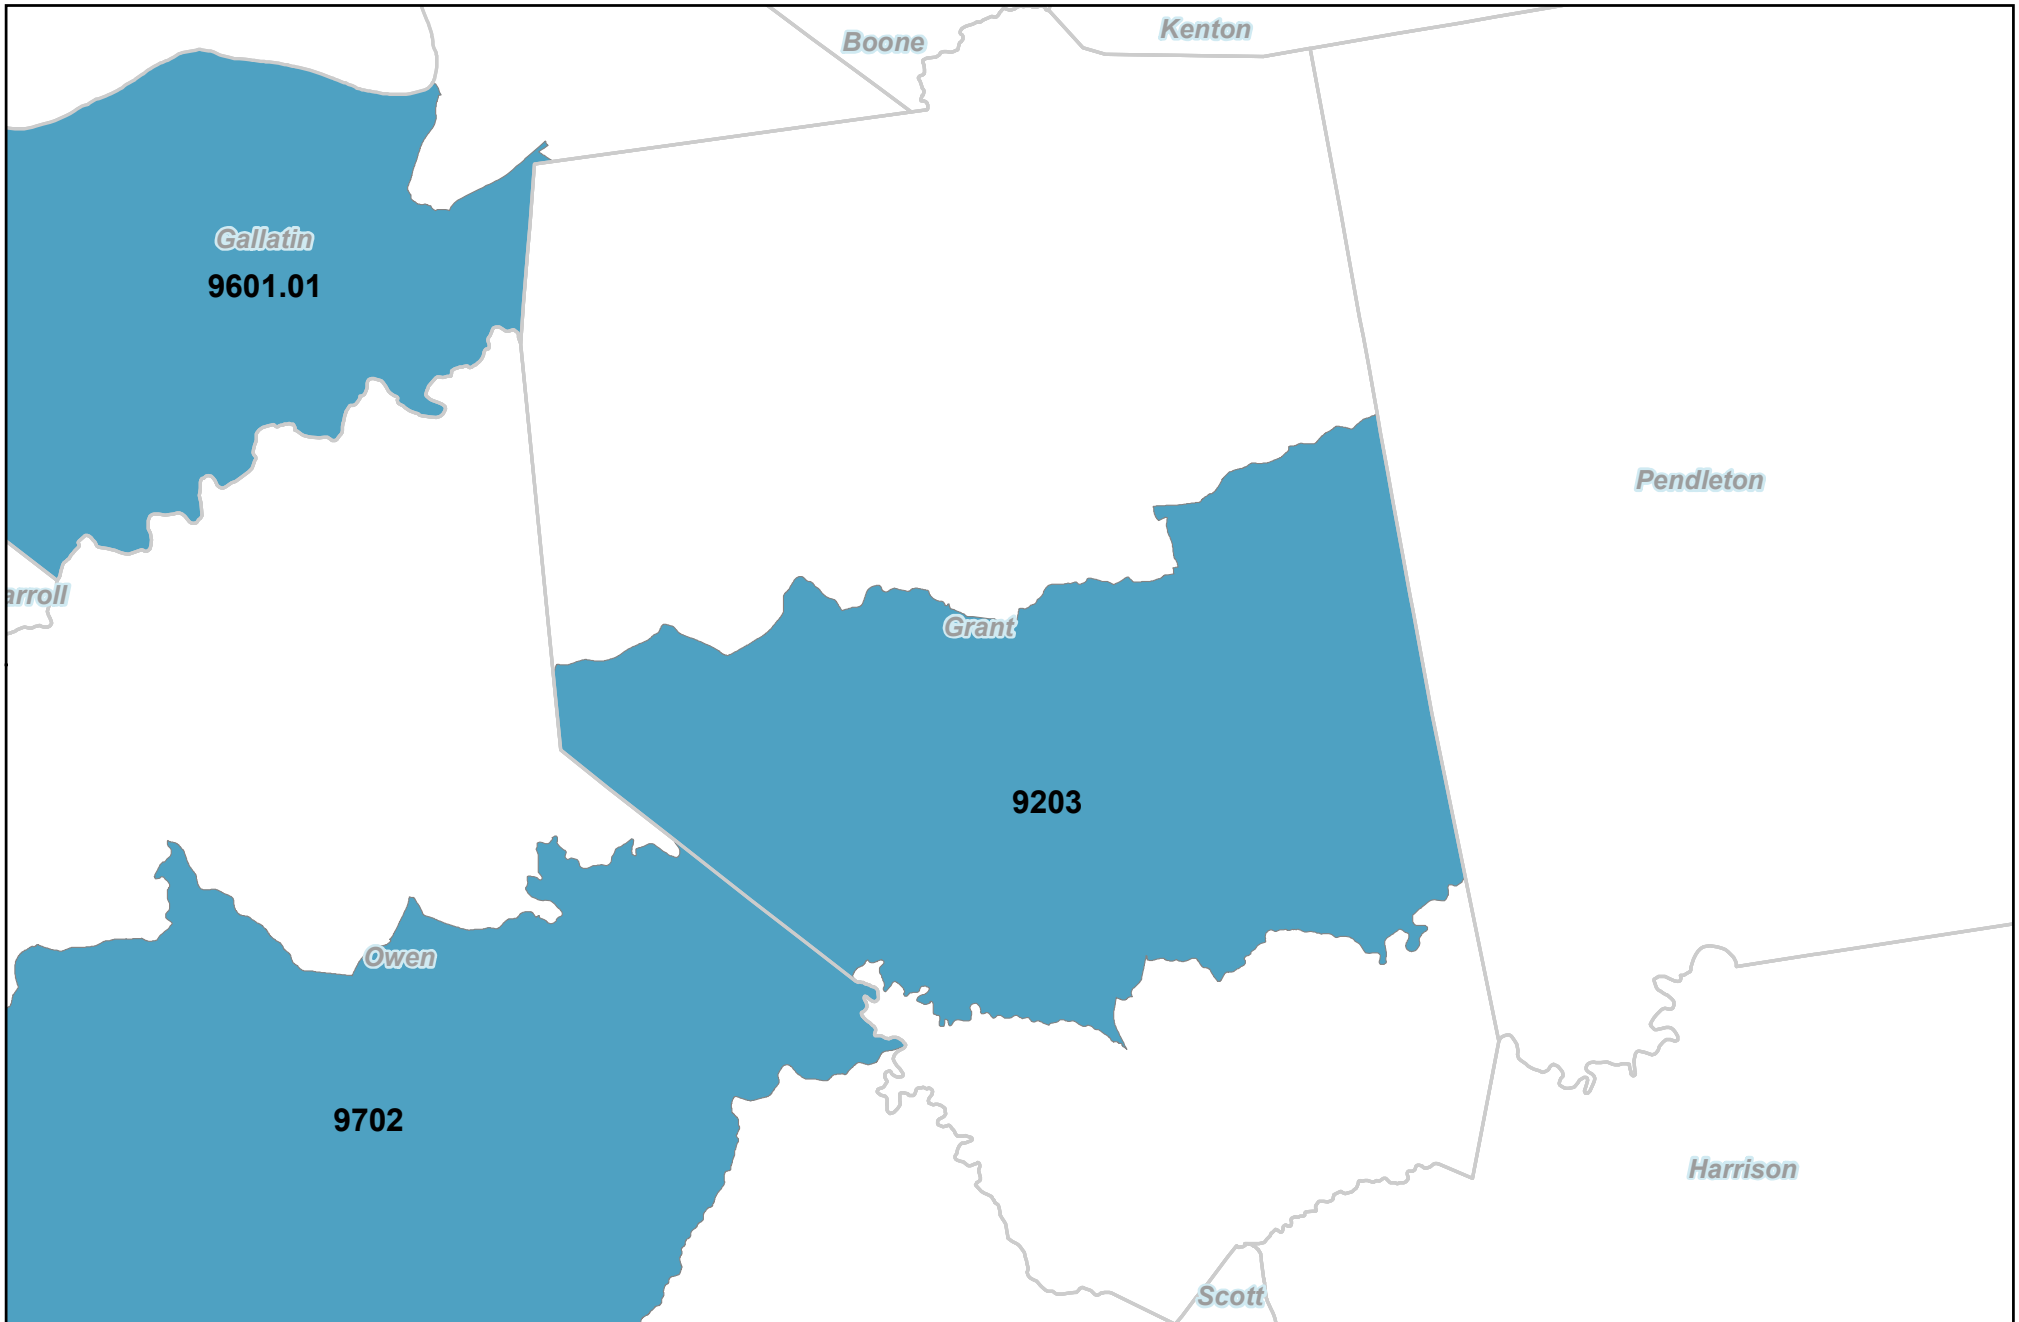 Boone
Kenton
Gallatin
9601.01
Pendleton
arroll
Grant
9203
Owen
9702
Harrison
Scott